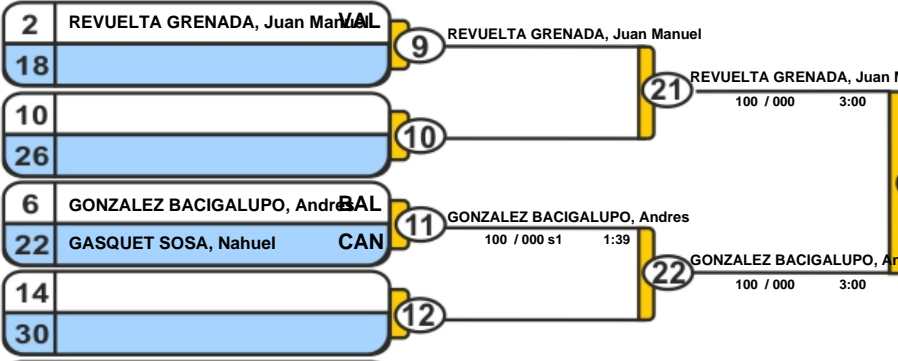 2 REVUELTA GRENADA, Juan Manuel VAL
18
9
REVUELTA GRENADA, Juan Manuel
10
26
10
21
REVUELTA GRENADA, Juan
100 / 000 3:00
6 GONZALEZ BACIGALUPO, Andres BAL
22 GASQUET SOSA, Nahuel CAN
11
GONZALEZ BACIGALUPO, Andres
100 / 000 s1 1:39
14
30
12
22
GONZALEZ BACIGALUPO,
100 / 000 3:00